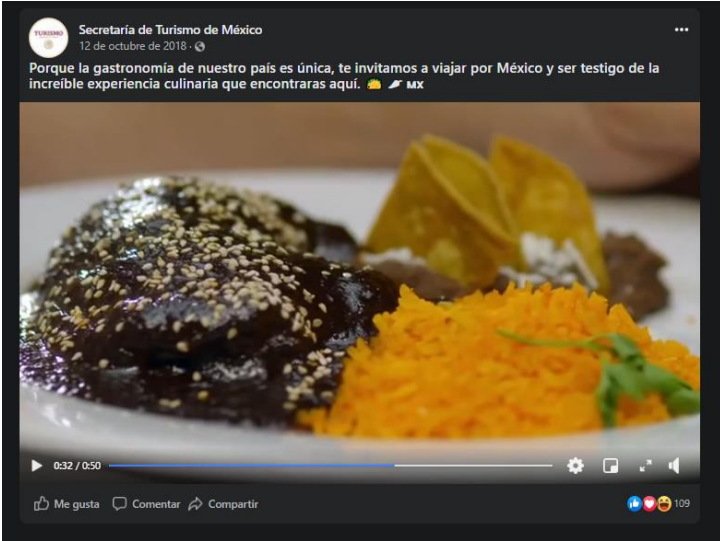 TURISMO
Secretaría de Turismo de México
12 de octubre de 2018 ·
Porque la gastronomía de nuestro país es única, te invitamos a viajar por México y ser testigo de la
increíble experiencia culinaria que encontraras aquí. 🌮 🌶 MX
0:32 / 0:50
Me gusta Comentar Compartir 109